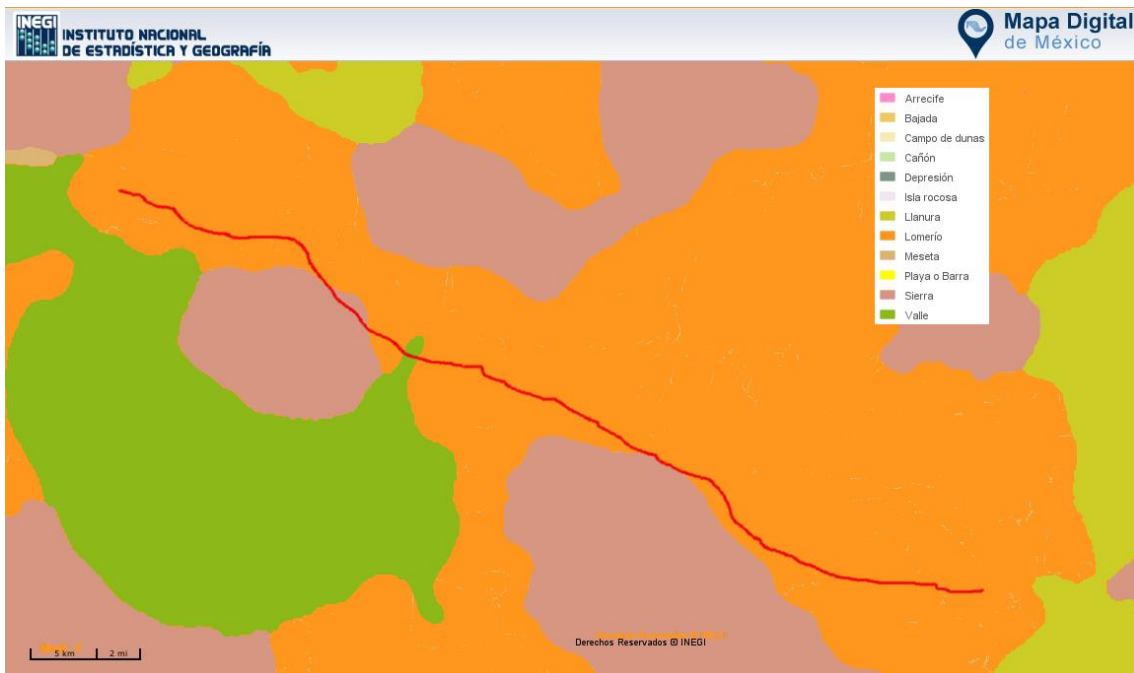 INEGI
INSTITUTO NACIONAL
DE ESTADÍSTICA Y GEOGRAFÍA
Mapa Digital
de México
Arrecife
Bajada
Campo de dunas
Cañón
Depresión
Isla rocosa
Llanura
Lomerío
Meseta
Playa o Barra
Sierra
Valle
Derechos Reservados © INEGI
5 km 2 mi